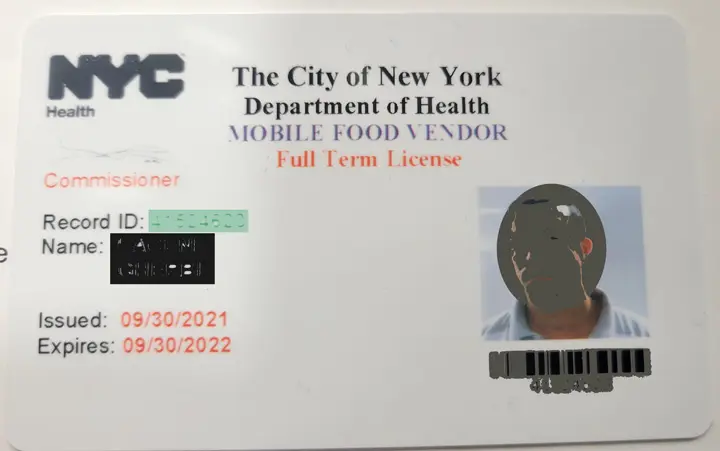 NYC
Health
The City of New York
Department of Health
MOBILE FOOD VENDOR
Full Term License
Commissioner
Record ID:
Name:
Issued: 09/30/2021
Expires: 09/30/2022